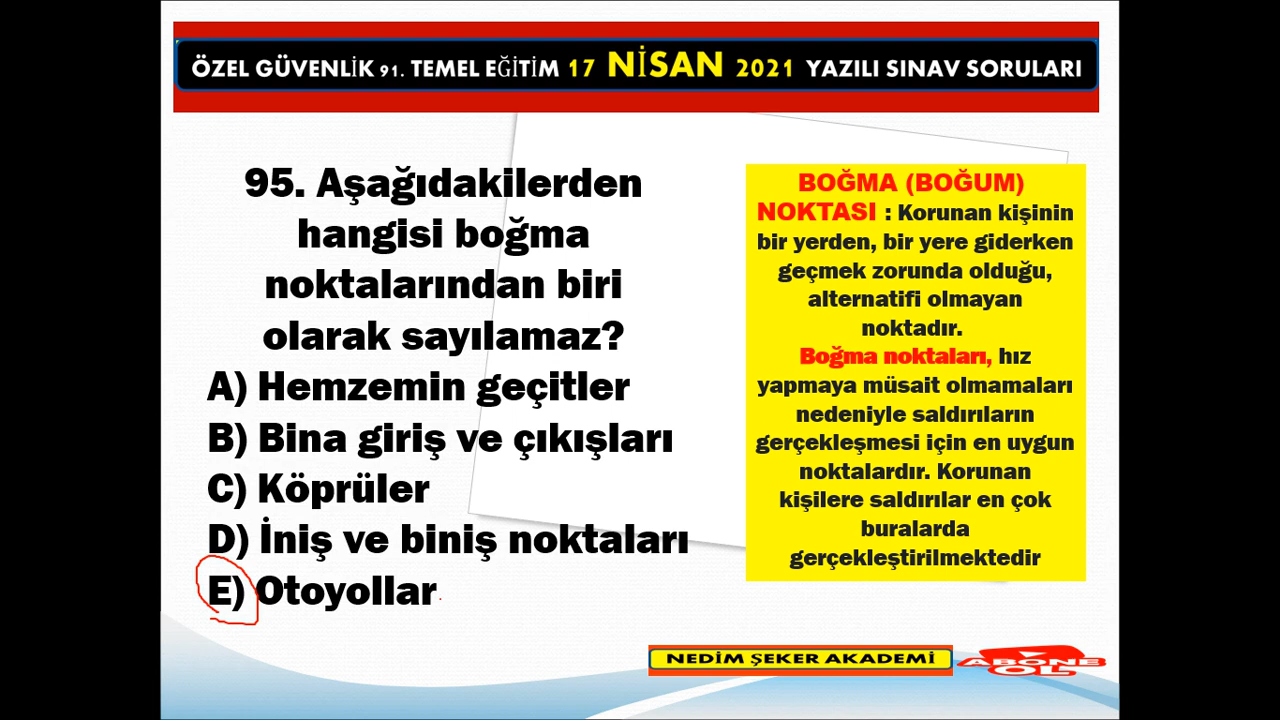 ÖZEL GÜVENLİK 91. TEMEL EĞİTİM 17 NİSAN 2021 YAZILI SINAV SORULARI
95. Aşağıdakilerden
hangisi boğma
noktalarından biri
olarak sayılamaz?
A) Hemzemin geçitler
B) Bina giriş ve çıkışları
C) Köprüler
D) İniş ve biniş noktaları
E) Otoyollar
BOĞMA (BOĞUM)
NOKTASI : Korunan kişinin
bir yerden, bir yere giderken
geçmek zorunda olduğu,
alternatifi olmayan
noktadır.
Boğma noktaları, hız
yapmaya müsait olmamaları
nedeniyle saldırıların
gerçekleşmesi için en uygun
noktalardır. Korunan
kişilere saldırılar en çok
buralarda
gerçekleştirilmektedir
NEDİM ŞEKER AKADEMİ
ABONE
OL